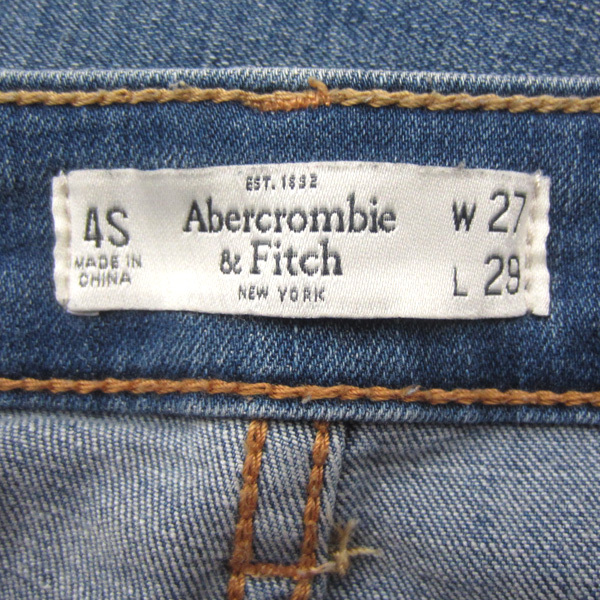 4S
MADE IN
CHINA
EST. 1892
Abercrombie
& Fitch
NEW YORK
W 27
L 29